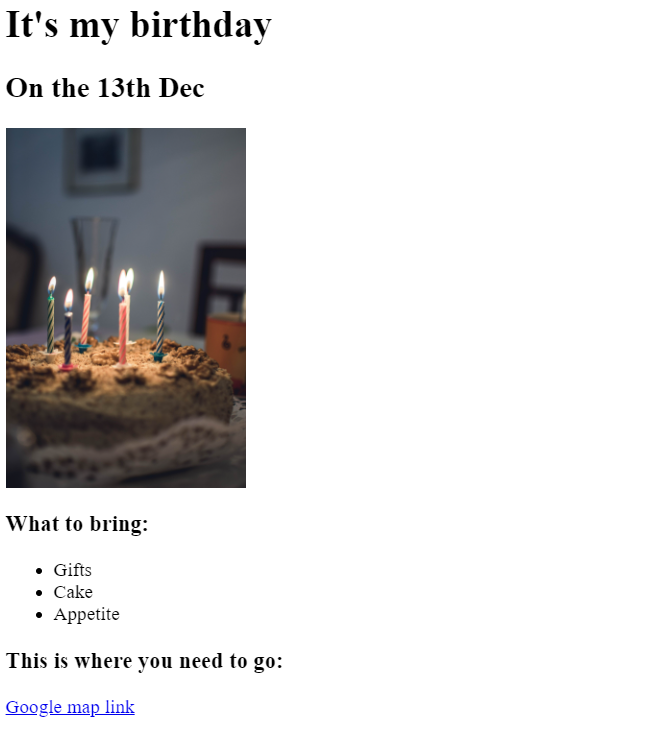 It's my birthday
On the 13th Dec
What to bring:
Gifts
Cake
Appetite
This is where you need to go:
Google map link